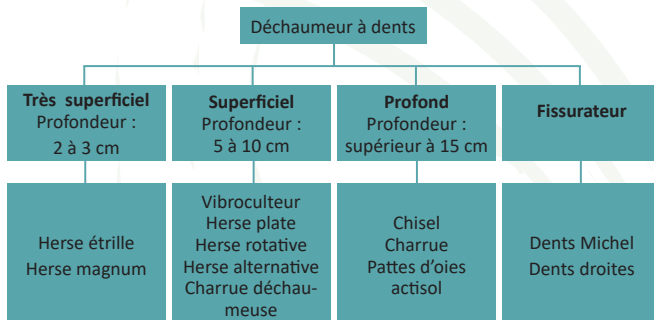 Déchaumeur à dents
Très superficiel
Profondeur :
2 à 3 cm
Superficiel
Profondeur :
5 à 10 cm
Profond
Profondeur :
supérieur à 15 cm
Fissurateur
Herse étrille
Herse magnum
Vibroculteur
Herse plate
Herse rotative
Herse alternative
Charrue déchau-
meuse
Chisel
Charrue
Pattes d'oies
actisol
Dents Michel
Dents droites